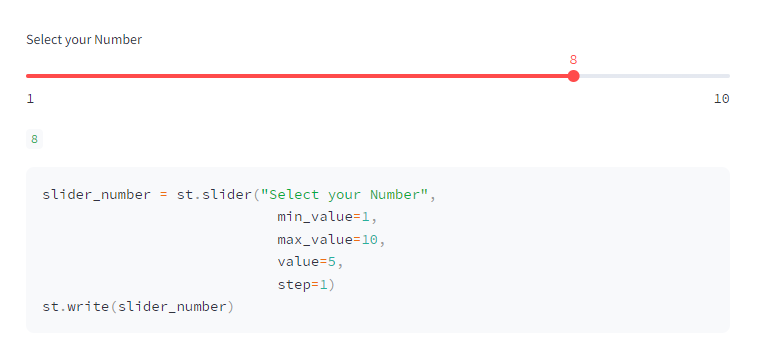 Select your Number
8
1
10
8
slider_number = st.slider("Select your Number",
                          min_value=1,
                          max_value=10,
                          value=5,
                          step=1)
st.write(slider_number)